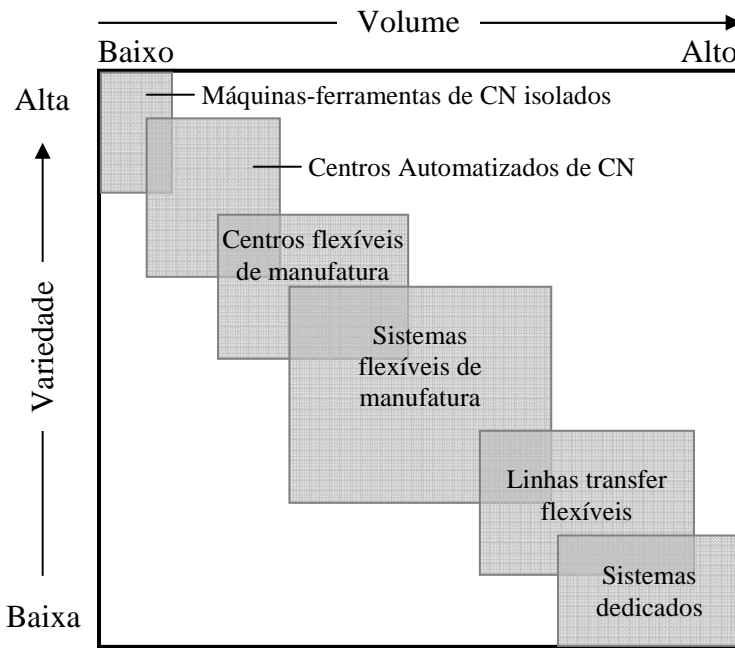 Volume
Baixo
Alto
Alta
Máquinas-ferramentas de CN isolados
Centros Automatizados de CN
Centros flexíveis
de manufatura
Variedade
Sistemas
flexíveis de
manufatura
Linhas transfer
flexíveis
Sistemas
dedicados
Baixa